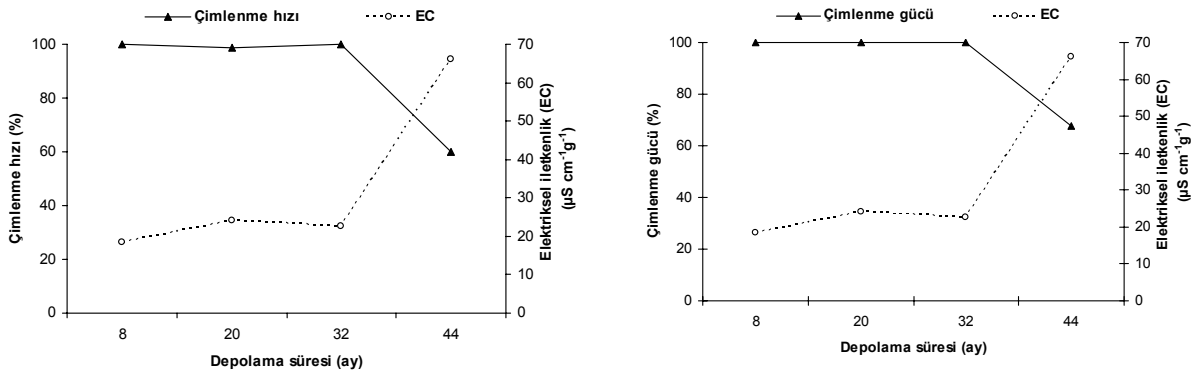 Çimlenme hızı EC
100
80
60
40
20
0
Çimlenme hızı (%)
70
60
50
40
30
20
10
0
Elektriksel iletkenlik (EC)
(µS cm⁻¹g⁻¹)
8 20 32 44
Depolama süresi (ay)
Çimlenme gücü EC
100
80
60
40
20
0
Çimlenme gücü (%)
70
60
50
40
30
20
10
0
Elektriksel iletkenlik (EC)
(µS cm⁻¹g⁻¹)
8 20 32 44
Depolama süresi (ay)